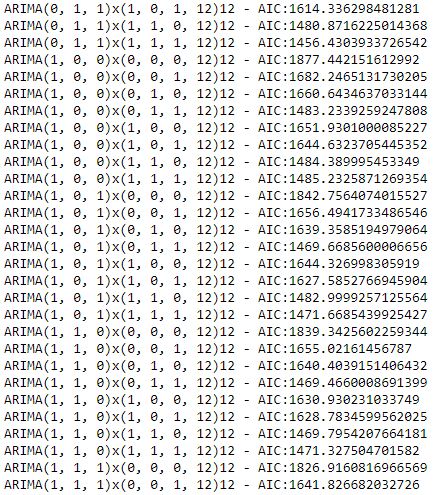 ARIMA(0, 1, 1)x(1, 0, 1, 12)12 - AIC:1614.336298481281
ARIMA(0, 1, 1)x(1, 1, 0, 12)12 - AIC:1480.8716225014368
ARIMA(0, 1, 1)x(1, 1, 1, 12)12 - AIC:1456.4303933726542
ARIMA(1, 0, 0)x(0, 0, 0, 12)12 - AIC:1877.442151612992
ARIMA(1, 0, 0)x(0, 0, 1, 12)12 - AIC:1682.2465131730205
ARIMA(1, 0, 0)x(0, 1, 0, 12)12 - AIC:1660.6434637033144
ARIMA(1, 0, 0)x(0, 1, 1, 12)12 - AIC:1483.2339259247808
ARIMA(1, 0, 0)x(1, 0, 0, 12)12 - AIC:1651.9301000085227
ARIMA(1, 0, 0)x(1, 0, 1, 12)12 - AIC:1644.6323705445352
ARIMA(1, 0, 0)x(1, 1, 0, 12)12 - AIC:1484.389995453349
ARIMA(1, 0, 0)x(1, 1, 1, 12)12 - AIC:1485.2325871269354
ARIMA(1, 0, 1)x(0, 0, 0, 12)12 - AIC:1842.7564074015527
ARIMA(1, 0, 1)x(0, 0, 1, 12)12 - AIC:1656.4941733486546
ARIMA(1, 0, 1)x(0, 1, 0, 12)12 - AIC:1639.3585194979064
ARIMA(1, 0, 1)x(0, 1, 1, 12)12 - AIC:1469.6685600006656
ARIMA(1, 0, 1)x(1, 0, 0, 12)12 - AIC:1644.326998305919
ARIMA(1, 0, 1)x(1, 0, 1, 12)12 - AIC:1627.5852766945904
ARIMA(1, 0, 1)x(1, 1, 0, 12)12 - AIC:1482.9999257125564
ARIMA(1, 0, 1)x(1, 1, 1, 12)12 - AIC:1471.6685439925427
ARIMA(1, 1, 0)x(0, 0, 0, 12)12 - AIC:1839.3425602259344
ARIMA(1, 1, 0)x(0, 0, 1, 12)12 - AIC:1655.02161456787
ARIMA(1, 1, 0)x(0, 1, 0, 12)12 - AIC:1640.4039151406432
ARIMA(1, 1, 0)x(0, 1, 1, 12)12 - AIC:1469.4660008691399
ARIMA(1, 1, 0)x(1, 0, 0, 12)12 - AIC:1630.930231033749
ARIMA(1, 1, 0)x(1, 0, 1, 12)12 - AIC:1628.7834599562025
ARIMA(1, 1, 0)x(1, 1, 0, 12)12 - AIC:1469.7954207664181
ARIMA(1, 1, 0)x(1, 1, 1, 12)12 - AIC:1471.327504701582
ARIMA(1, 1, 1)x(0, 0, 0, 12)12 - AIC:1826.9160816966569
ARIMA(1, 1, 1)x(0, 0, 1, 12)12 - AIC:1641.826682032726